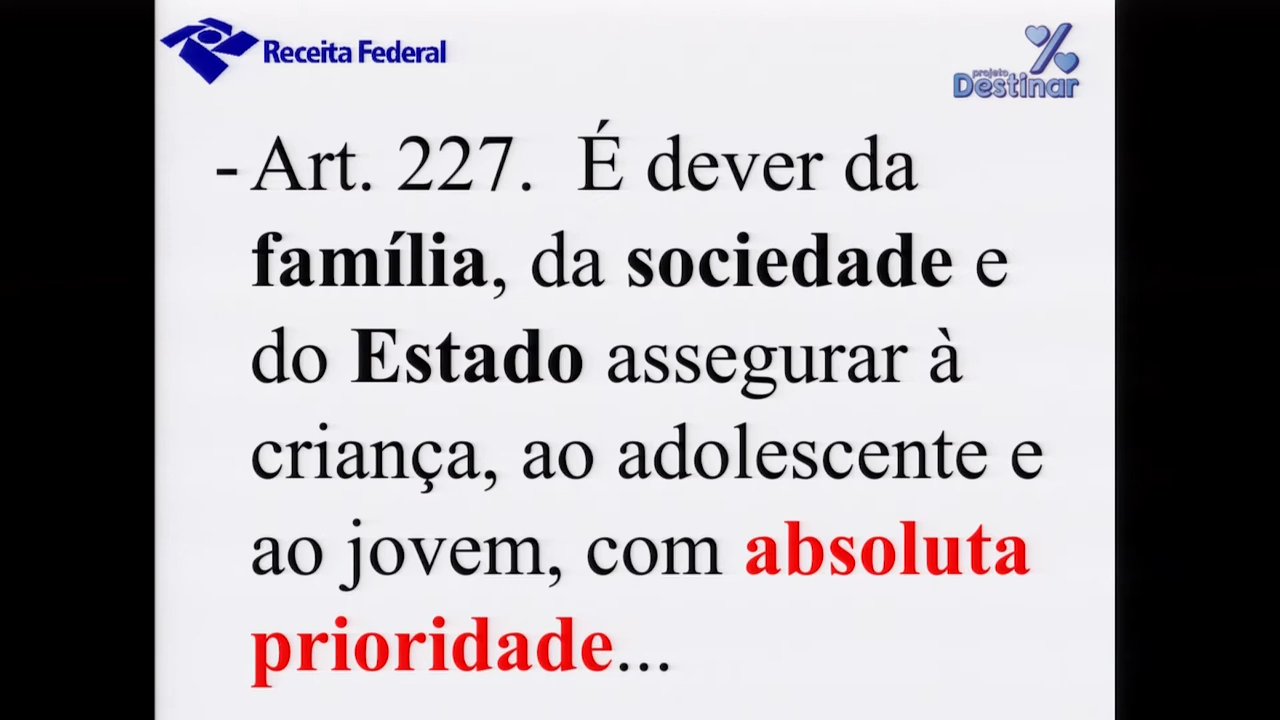 Receita Federal
projeto
Destinar
- Art. 227. É dever da
família, da sociedade e
do Estado assegurar à
criança, ao adolescente e
ao jovem, com absoluta
prioridade...